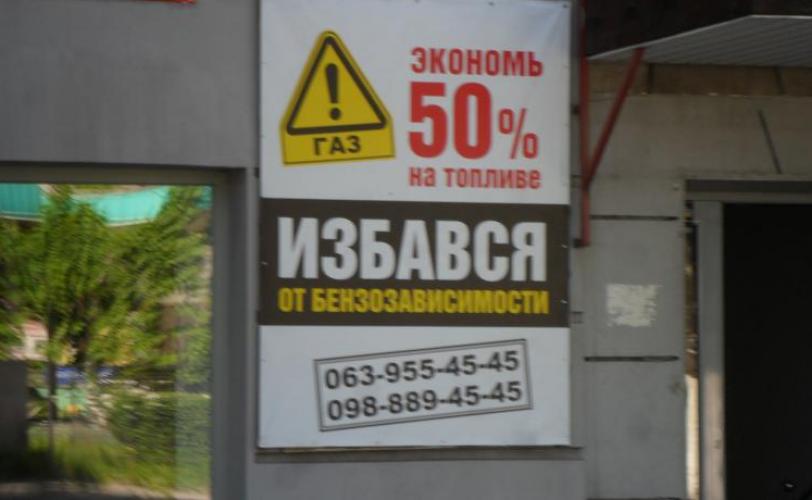 ГАЗ
ЭКОНОМЬ
50%
НА ТОПЛИВЕ
ИЗБАВСЯ
ОТ БЕНЗОЗАВИСИМОСТИ
063-955-45-45
098-889-45-45